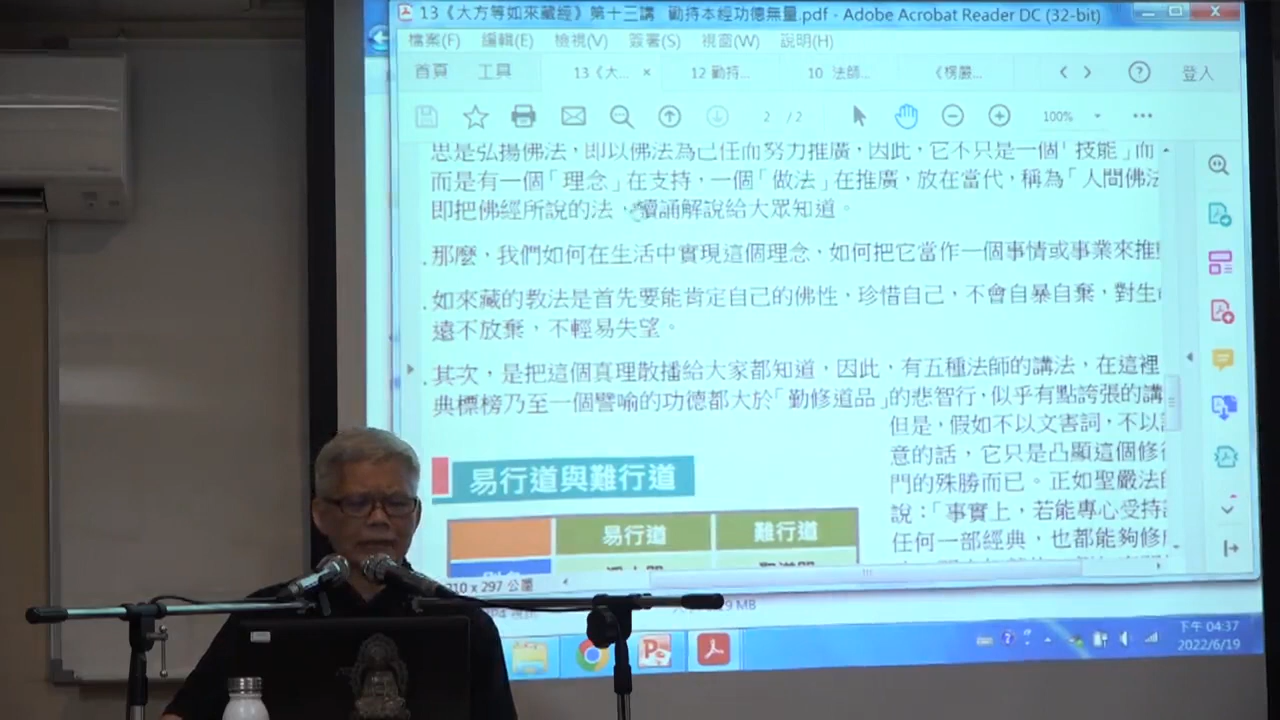 13《大方等如來藏經》第十三講 勸持本經功德無量.pdf - Adobe Acrobat Reader DC (32-bit)
檔案(F) 編輯(E) 檢視(V) 簽署(S) 視窗(W) 說明(H)
首頁 工具 13《大... × 12 勸持... 10 法師... 《楞嚴... 登入
2 / 2 100%
思是弘揚佛法，即以佛法為己任而努力推廣，因此，它不只是一個「技能」而
而是有一個「理念」在支持，一個「做法」在推廣，放在當代，稱為「人間佛法
即把佛經所說的法，讀誦解說給大眾知道。
那麼，我們如何在生活中實現這個理念、如何把它當作一個事情或事業來推
如來藏的教法是首先要能肯定自己的佛性，珍惜自己，不會自暴自棄，對生
遠不放棄，不輕易失望。
其次，是把這個真理散播給大家都知道，因此，有五種法師的講法，在這裡
典標榜乃至一個譬喻的功德都大於「勤修道品」的悲智行，似乎有點誇張的講
但是，假如不以文害詞，不以
意的話，它只是凸顯這個修
門的殊勝而已。正如聖嚴法
說：「事實上，若能專心受持
任何一部經典，也都能夠修
易行道與難行道
易行道 難行道
210 x 297 公釐
MB
下午 04:37
2022/6/19